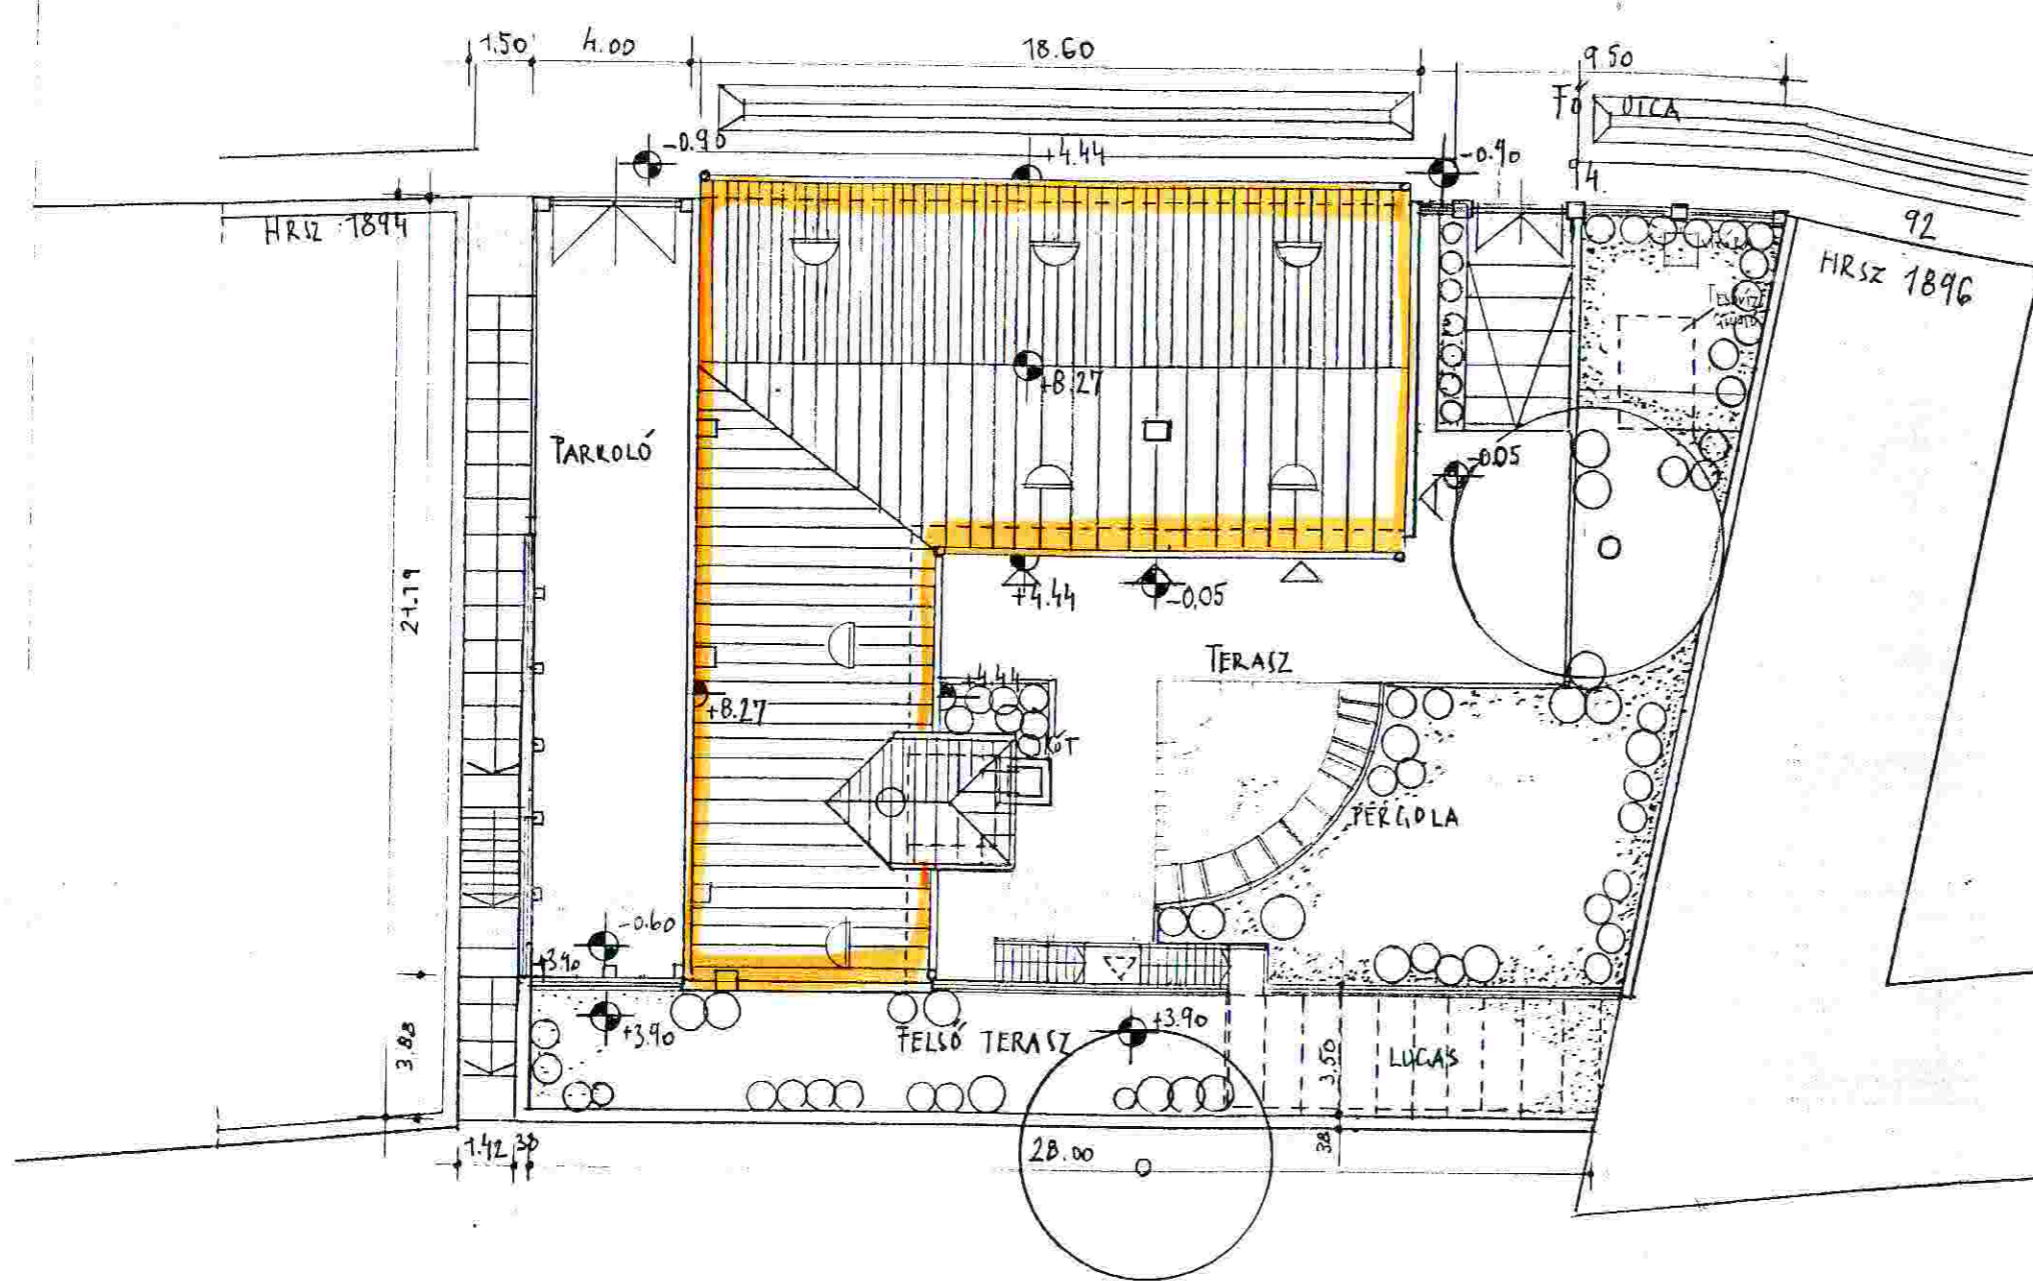 1.50
4.00
18.60
9.50
FŐ UTCA
-0.90
+4.44
-0.90
94.
92
HRSZ 1894
HRSZ 1896
+8.27
PARKOLÓ
-0.05
+4.44
-0.05
21.19
TERASZ
+4.44
+8.27
KÚT
PERGOLA
-0.60
+3.90
+3.90
+3.90
FELSŐ TERASZ
LUGAS
3.88
3.50
1.42
38
28.00
38